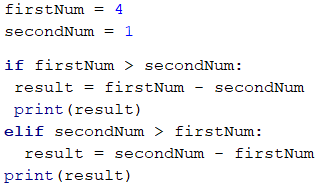 firstNum = 4
secondNum = 1
if firstNum > secondNum:
 result = firstNum - secondNum
 print(result)
elif secondNum > firstNum:
  result = secondNum - firstNum
print(result)